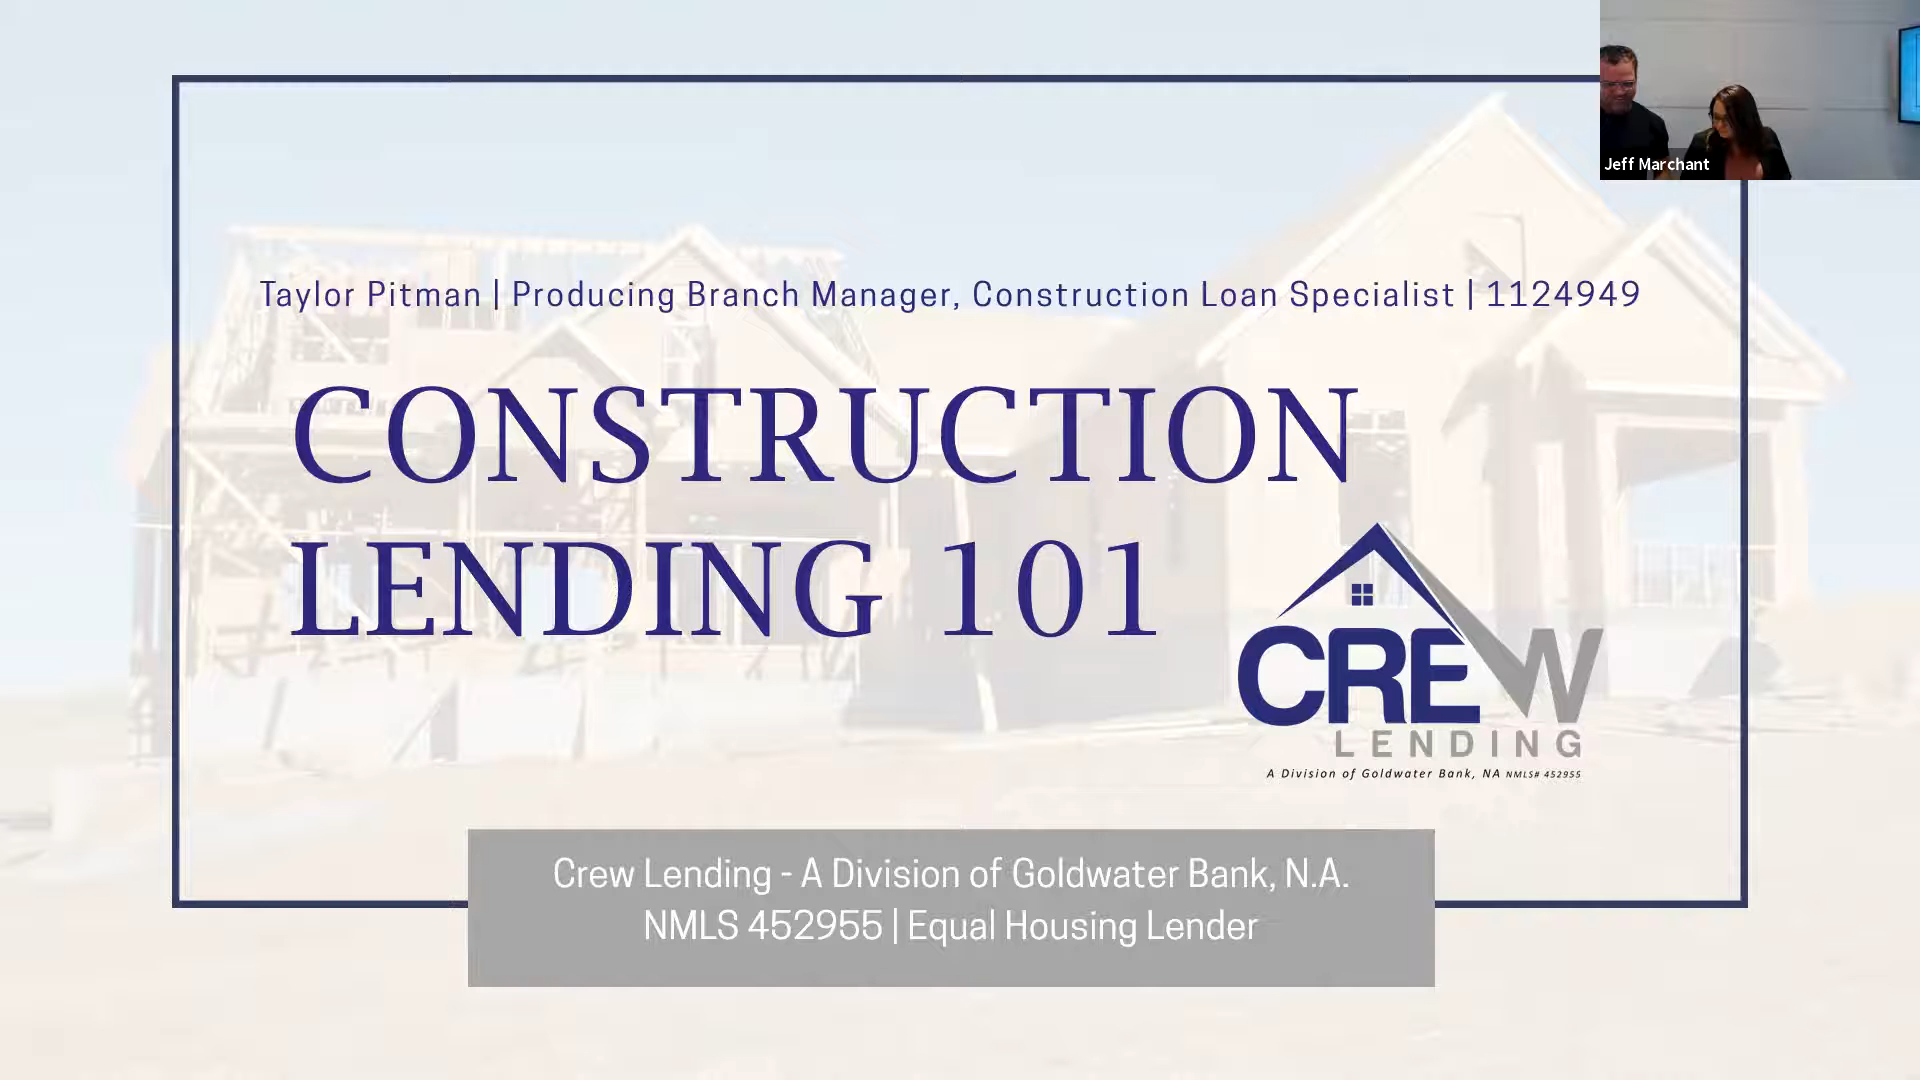 Jeff Marchant
Taylor Pitman | Producing Branch Manager, Construction Loan Specialist | 1124949
CONSTRUCTION
LENDING 101
CREW
LENDING
A Division of Goldwater Bank, NA NMLS# 452955
Crew Lending - A Division of Goldwater Bank, N.A.
NMLS 452955 | Equal Housing Lender